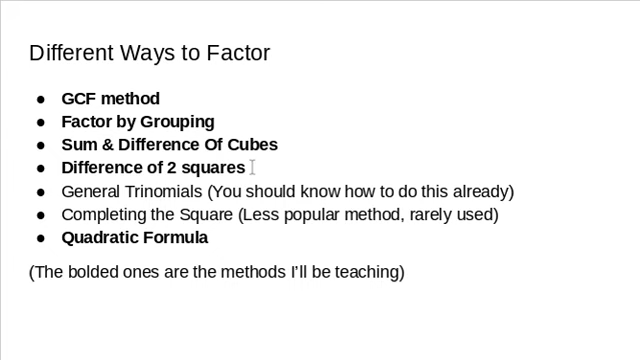 Different Ways to Factor
● GCF method
● Factor by Grouping
● Sum & Difference Of Cubes
● Difference of 2 squares
● General Trinomials (You should know how to do this already)
● Completing the Square (Less popular method, rarely used)
● Quadratic Formula
(The bolded ones are the methods I'll be teaching)